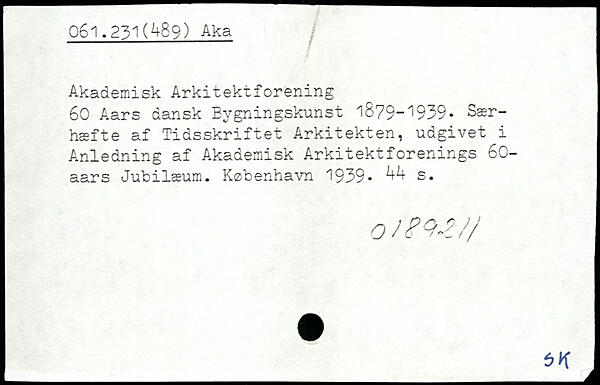 061.231(489) Aka
Akademisk Arkitektforening
60 Aars dansk Bygningskunst 1879-1939. Sær-
hæfte af Tidsskriftet Arkitekten, udgivet i
Anledning af Akademisk Arkitektforenings 60-
aars Jubilæum. København 1939. 44 s.
0189211
SK